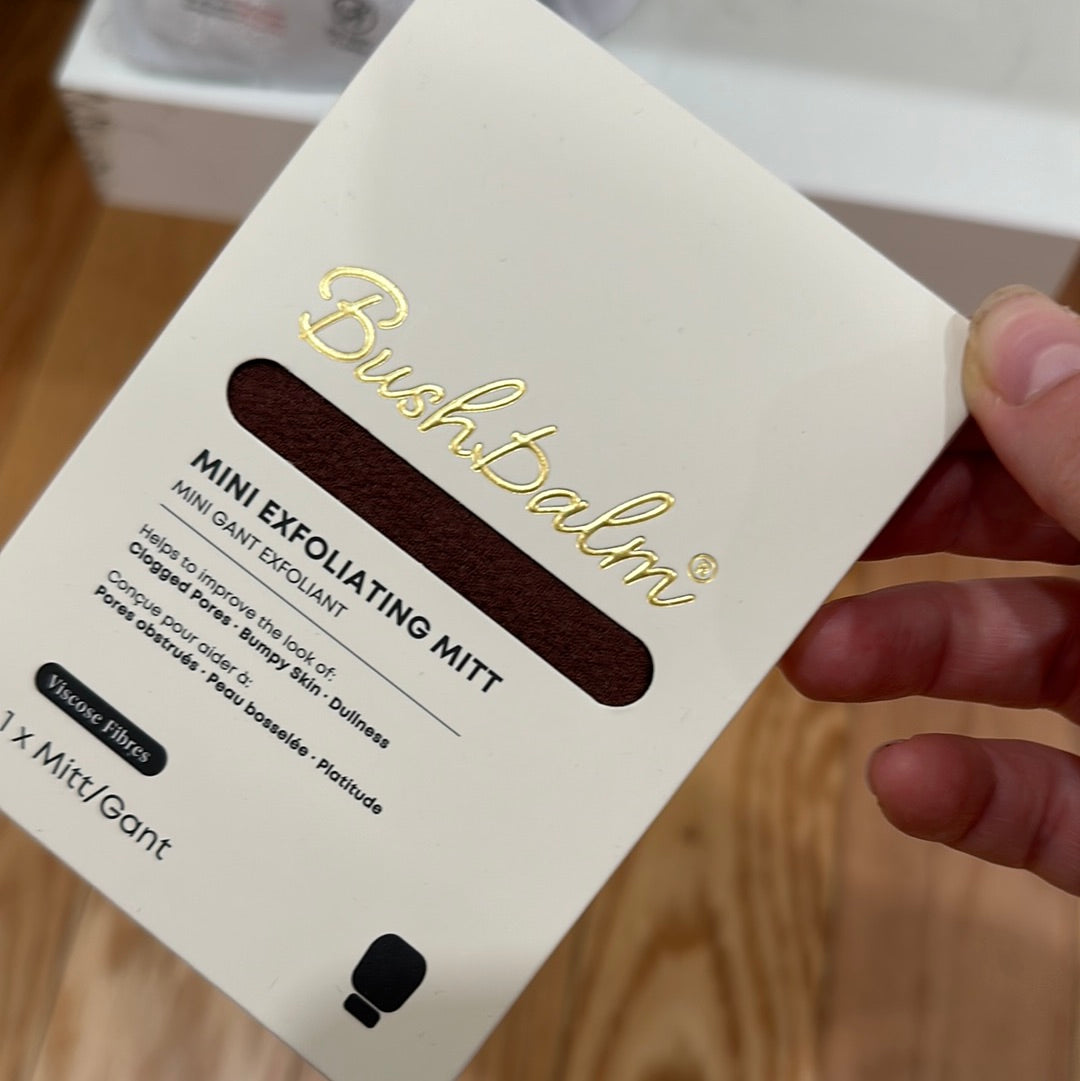 Bushbalm®
MINI EXFOLIATING MITT
MINI GANT EXFOLIANT
Helps to improve the look of:
Clogged Pores · Bumpy Skin · Dullness
Conçue pour aider à:
Pores obstrués · Peau bosselée · Platitude
Viscose Fibres
1 x Mitt/Gant